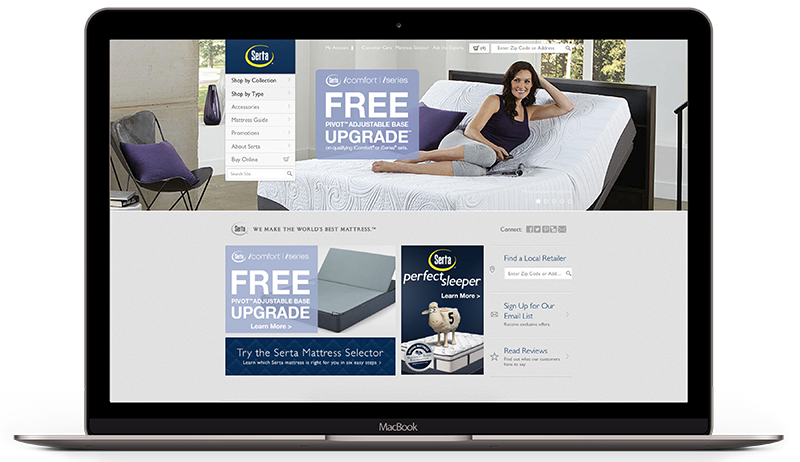 Serta
My Account
Customer Care
Mattress Selector
Ask the Experts
(0)
Enter Zip Code or Address
Shop by Collection
Shop by Type
Accessories
Mattress Guide
Promotions
About Serta
Buy Online
Search Site
Serta icomfort | iseries
FREE
PIVOT™ ADJUSTABLE BASE
UPGRADE
on qualifying iComfort® or iSeries® sets.
Serta WE MAKE THE WORLD'S BEST MATTRESS.™
Connect:
Serta icomfort | iseries
FREE
PIVOT™ ADJUSTABLE BASE
UPGRADE
Learn More >
Try the Serta Mattress Selector
Learn which Serta mattress is right for you in six easy steps >
Serta
perfect sleeper
Learn More >
5
Find a Local Retailer
Enter Zip Code or Add...
Sign Up for Our
Email List
Receive exclusive offers
Read Reviews
Find out what our customers
have to say
MacBook